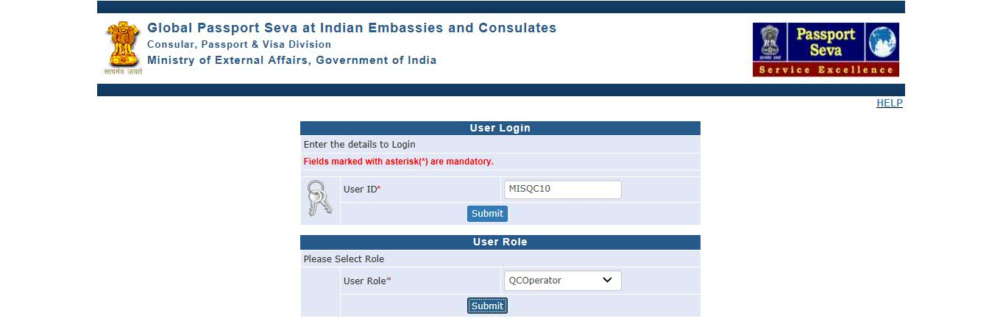 Global Passport Seva at Indian Embassies and Consulates
Consular, Passport & Visa Division
Ministry of External Affairs, Government of India
सत्यमेव जयते
Passport
Seva
Service Excellence
HELP
User Login
Enter the details to Login
Fields marked with asterisk(*) are mandatory.
User ID* MISQC10
Submit
User Role
Please Select Role
User Role* QCOperator
Submit